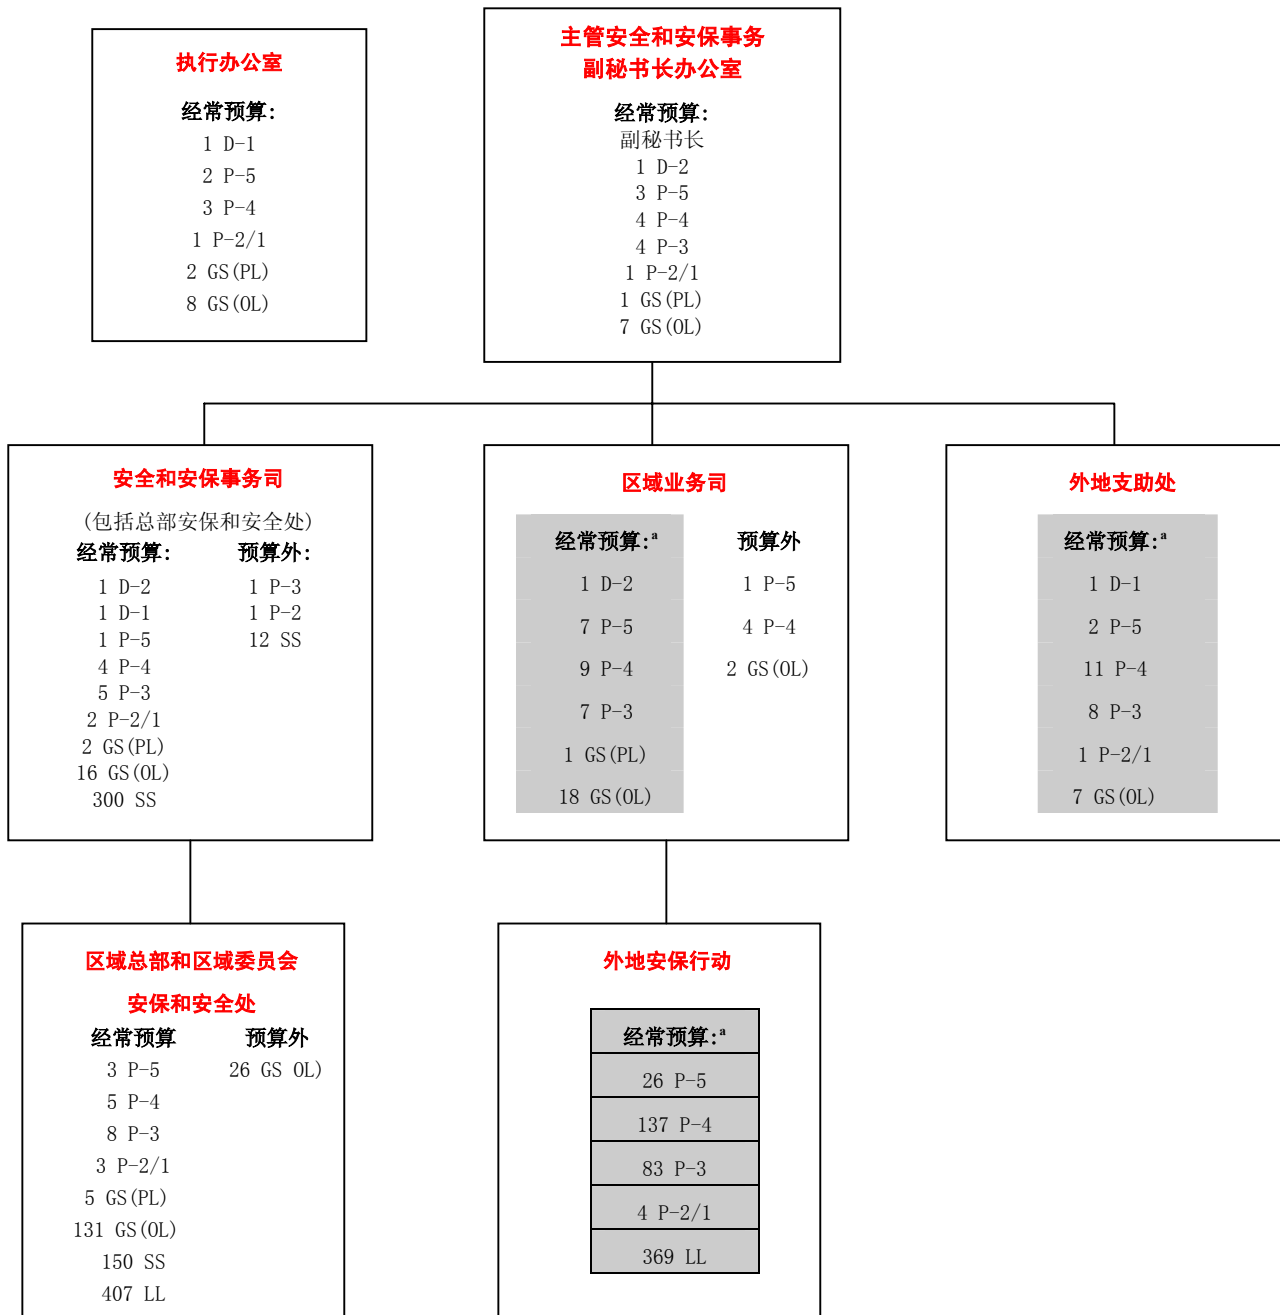 执行办公室
经常预算:
1 D-1
2 P-5
3 P-4
1 P-2/1
2 GS(PL)
8 GS(OL)
主管安全和安保事务
副秘书长办公室
经常预算:
副秘书长
1 D-2
3 P-5
4 P-4
4 P-3
1 P-2/1
1 GS(PL)
7 GS(OL)
安全和安保事务司
(包括总部安保和安全处)
经常预算:
1 D-2
1 D-1
1 P-5
4 P-4
5 P-3
2 P-2/1
2 GS(PL)
16 GS(OL)
300 SS
预算外:
1 P-3
1 P-2
12 SS
区域业务司
经常预算:ª
1 D-2
7 P-5
9 P-4
7 P-3
1 GS(PL)
18 GS(OL)
预算外
1 P-5
4 P-4
2 GS(OL)
外地支助处
经常预算:ª
1 D-1
2 P-5
11 P-4
8 P-3
1 P-2/1
7 GS(OL)
区域总部和区域委员会
安保和安全处
经常预算
3 P-5
5 P-4
8 P-3
3 P-2/1
5 GS(PL)
131 GS(OL)
150 SS
407 LL
预算外
26 GS OL)
外地安保行动
经常预算:ª
26 P-5
137 P-4
83 P-3
4 P-2/1
369 LL